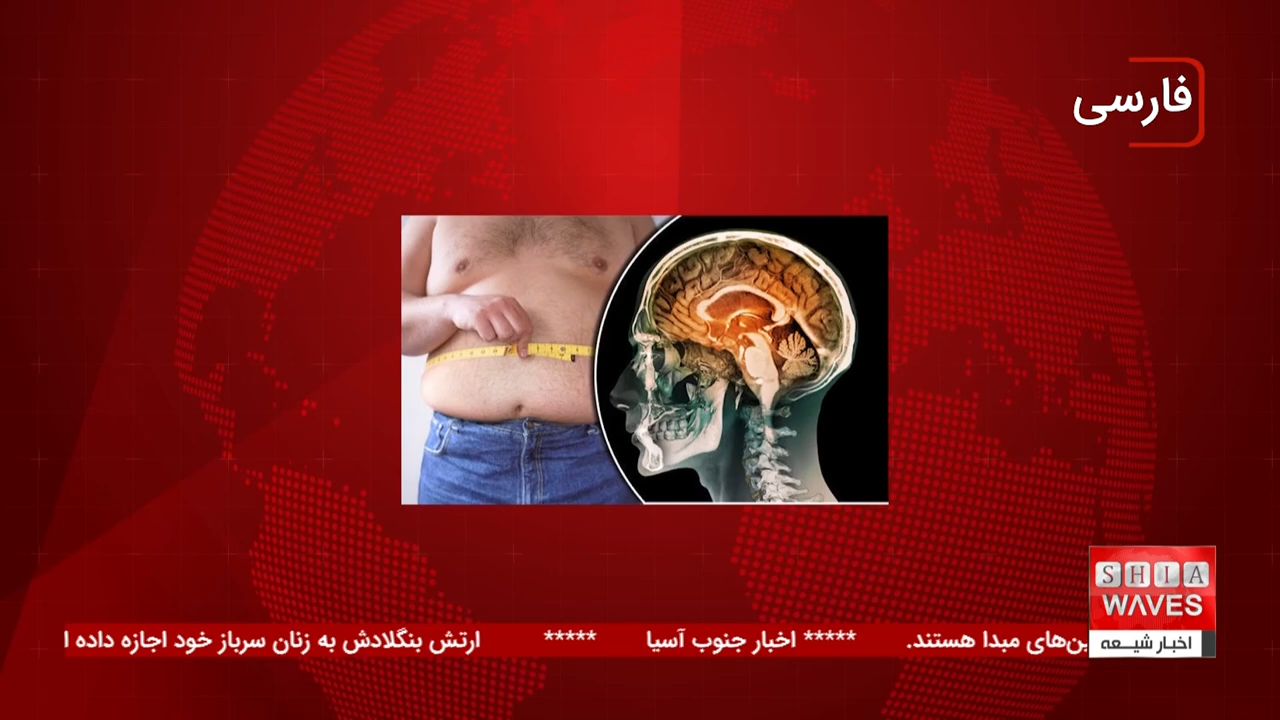 فارسی
SHIA
WAVES
اخبار شیعه
های مبدا هستند. ***** اخبار جنوب آسیا ***** ارتش بنگلادش به زنان سرباز خود اجازه داده